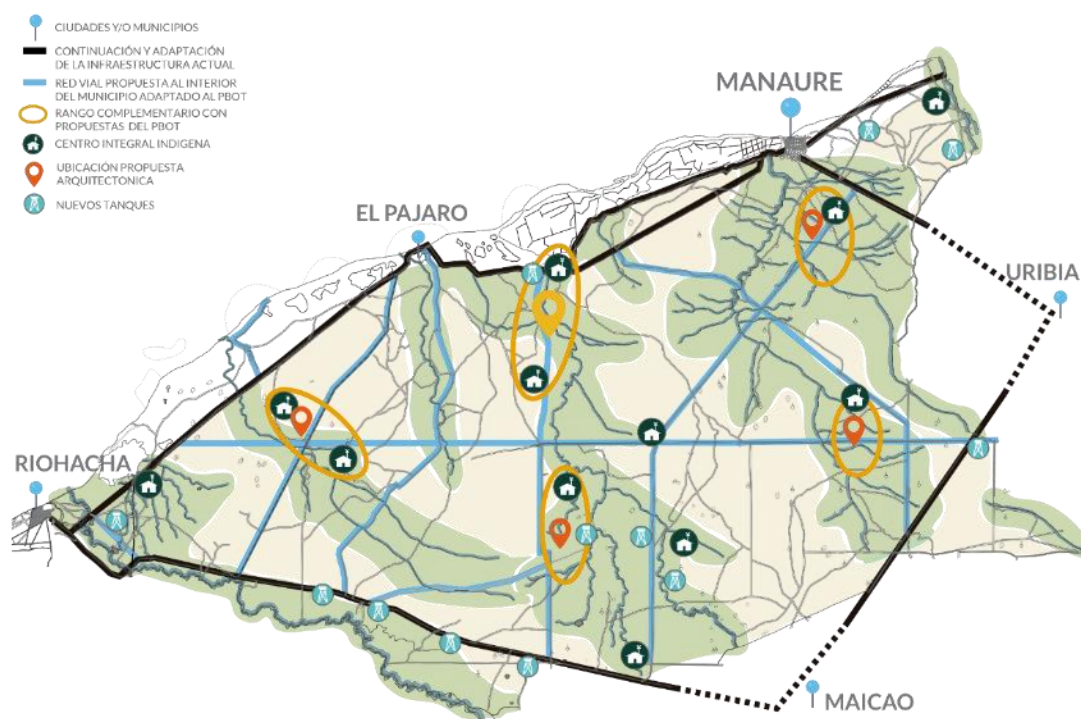 CIUDADES Y/O MUNICIPIOS
CONTINUACIÓN Y ADAPTACIÓN
DE LA INFRAESTRUCTURA ACTUAL
RED VIAL PROPUESTA AL INTERIOR
DEL MUNICIPIO ADAPTADO AL PBOT
RANGO COMPLEMENTARIO CON
PROPUESTAS DEL PBOT
CENTRO INTEGRAL INDIGENA
UBICACIÓN PROPUESTA
ARQUITECTONICA
NUEVOS TANQUES
MANAURE
EL PAJARO
URIBIA
RIOHACHA
MAICAO